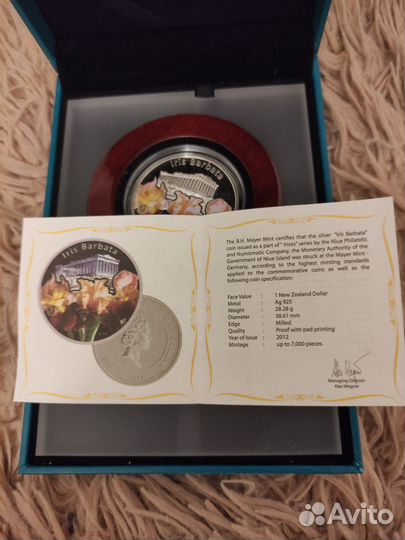 Iris Barbata
Iris Barbata
The B.H. Mayer Mint certifies that the silver "Iris Barbata"
coin issued as a part of " Irises" series by the Niue Philatelic
and Numismatic Company, the Monetary Authority of the
Government of Niue Island was struck at the Mayer Mint -
Germany, according to the highest minting standards
applied to the commemorative coins as well as the
following specification:
Face Value : 1 New Zealand Dollar
Metal : Ag 925
Weight : 28.28 g
Diameter : 38.61 mm
Edge : Milled
Quality : Proof with pad printing
Year of Issue : 2012
Mintage : up to 7,000 pieces
Managing Director
Alex Wegner
Avito